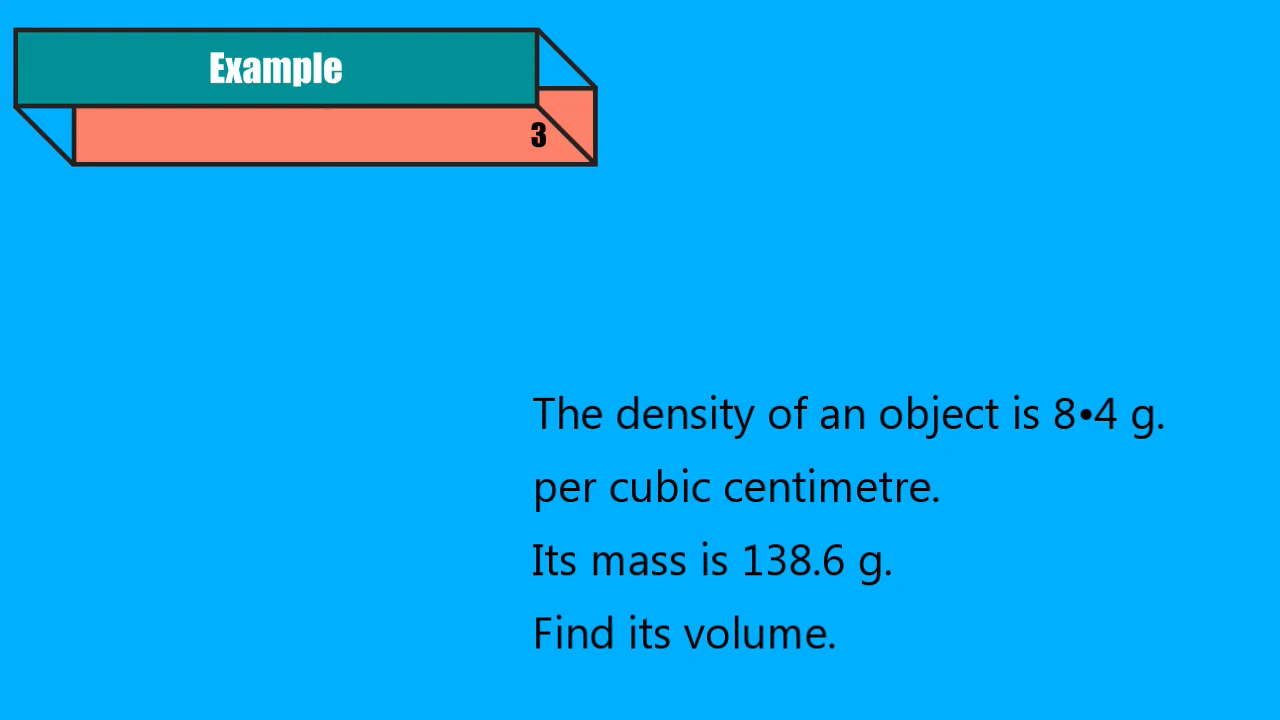 Example
3
The density of an object is 8•4 g.
per cubic centimetre.
Its mass is 138.6 g.
Find its volume.